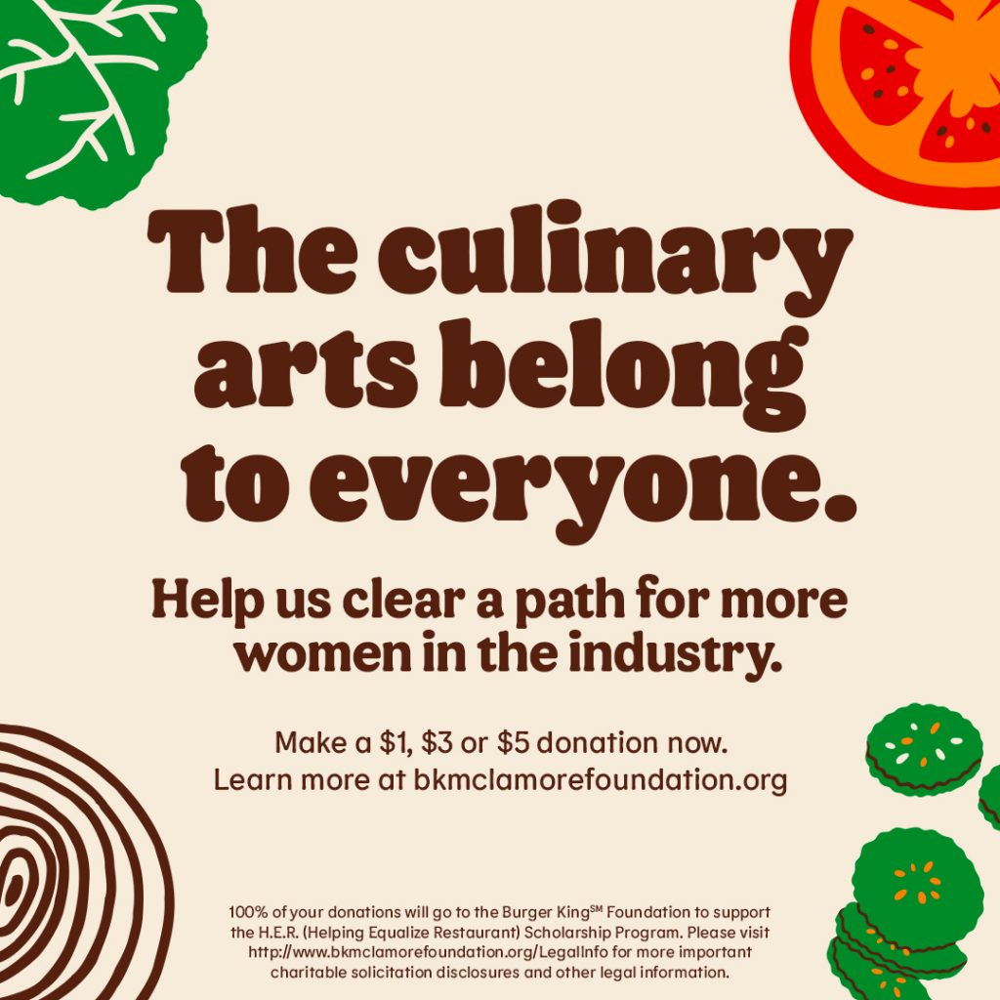 The culinary
arts belong
to everyone.
Help us clear a path for more
women in the industry.
Make a $1, $3 or $5 donation now.
Learn more at bkmclamorefoundation.org
100% of your donations will go to the Burger King℠ Foundation to support
the H.E.R. (Helping Equalize Restaurant) Scholarship Program. Please visit
http://www.bkmclamorefoundation.org/LegalInfo for more important
charitable solicitation disclosures and other legal information.